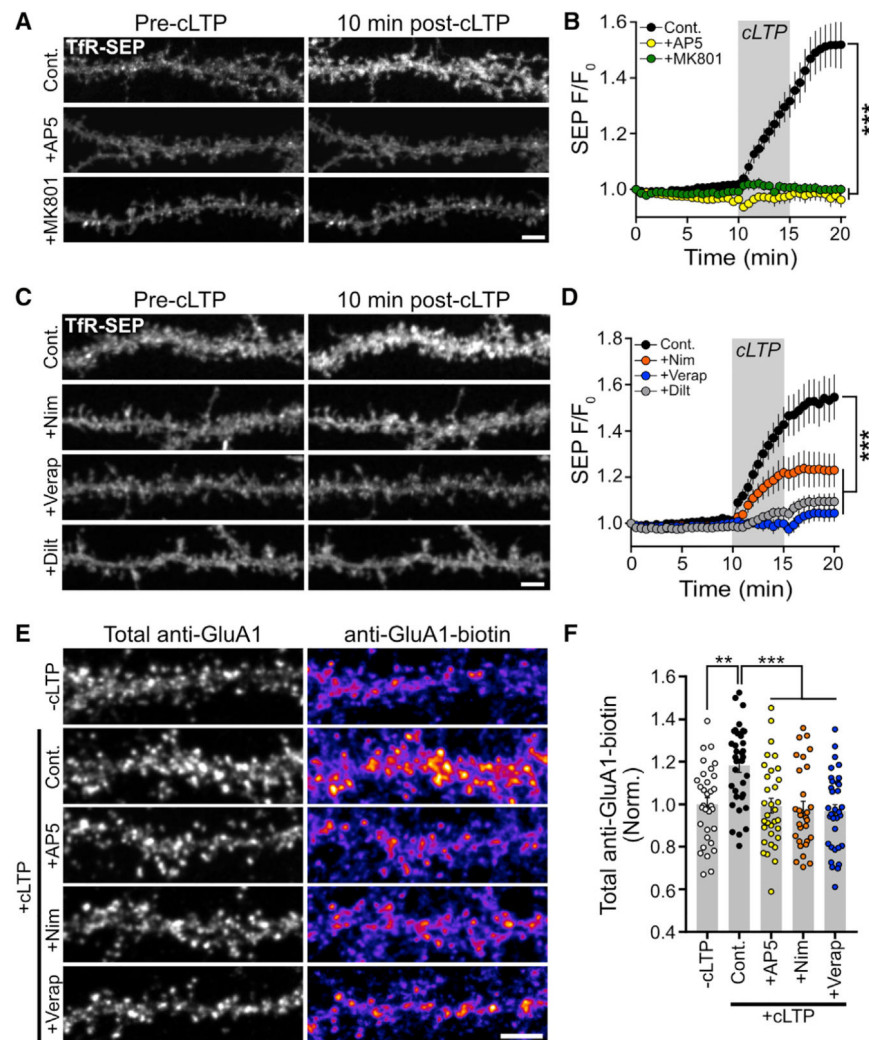 A
Pre-cLTP 10 min post-cLTP
TfR-SEP
Cont.
+AP5
+MK801
B
Cont.
+AP5
+MK801
cLTP
***
SEP F/F0
1.6
1.4
1.2
1.0
0 5 10 15 20
Time (min)
C
Pre-cLTP 10 min post-cLTP
TfR-SEP
Cont.
+Nim
+Verap
+Dilt
D
Cont.
+Nim
+Verap
+Dilt
cLTP
***
SEP F/F0
1.8
1.6
1.4
1.2
1.0
0 5 10 15 20
Time (min)
E
Total anti-GluA1 anti-GluA1-biotin
-cLTP
+cLTP
Cont.
+AP5
+Nim
+Verap
F
** ***
Total anti-GluA1-biotin
(Norm.)
1.6
1.4
1.2
1.0
0.8
0.6
0.4
-cLTP
Cont.
+AP5
+Nim
+Verap
+cLTP